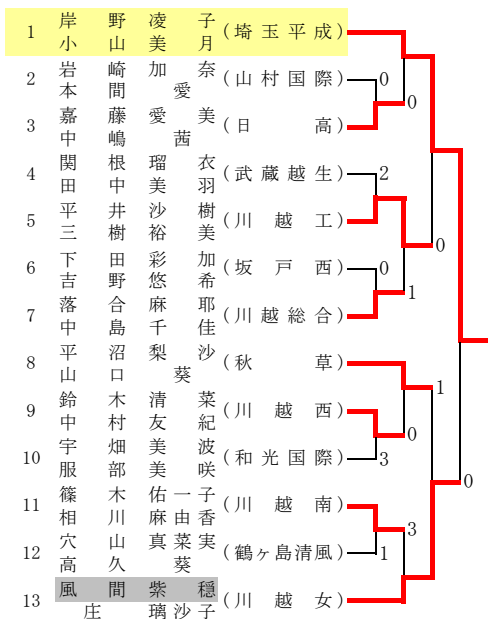 1 岸野凌子 小山美月 (埼玉平成)
2 岩崎加奈 本間愛 (山村国際) 0
0
3 嘉藤愛美 中嶋茜 (日高)
4 関根瑠衣 田中美羽 (武蔵越生) 2
5 平井沙樹 三樹裕美 (川越工)
0 0
6 下田彩加 吉野悠希 (坂戸西) 0
1
7 落合麻耶 中島千佳 (川越総合)
8 平沼梨沙 山口葵 (秋草)
1
9 鈴木清菜 中村友紀 (川越西)
0
10 宇畑美波 服部美咲 (和光国際) 3
0
11 篠木佑一子 相川麻由香 (川越南)
3
12 穴山真菜実 高久葵 (鶴ヶ島清風) 1
13 風間紫穏 庄璃沙子 (川越女)